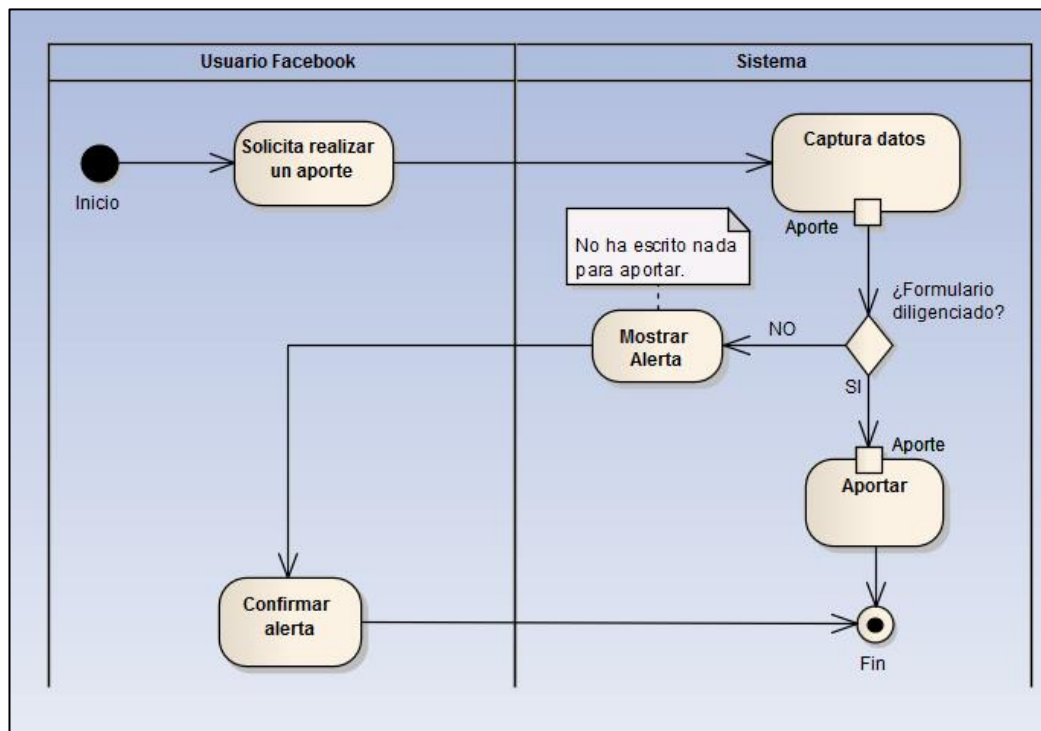 Usuario Facebook
Sistema
Solicita realizar
un aporte
Inicio
Captura datos
Aporte
No ha escrito nada
para aportar.
¿Formulario
diligenciado?
NO
Mostrar
Alerta
SI
Aporte
Aportar
Confirmar
alerta
Fin